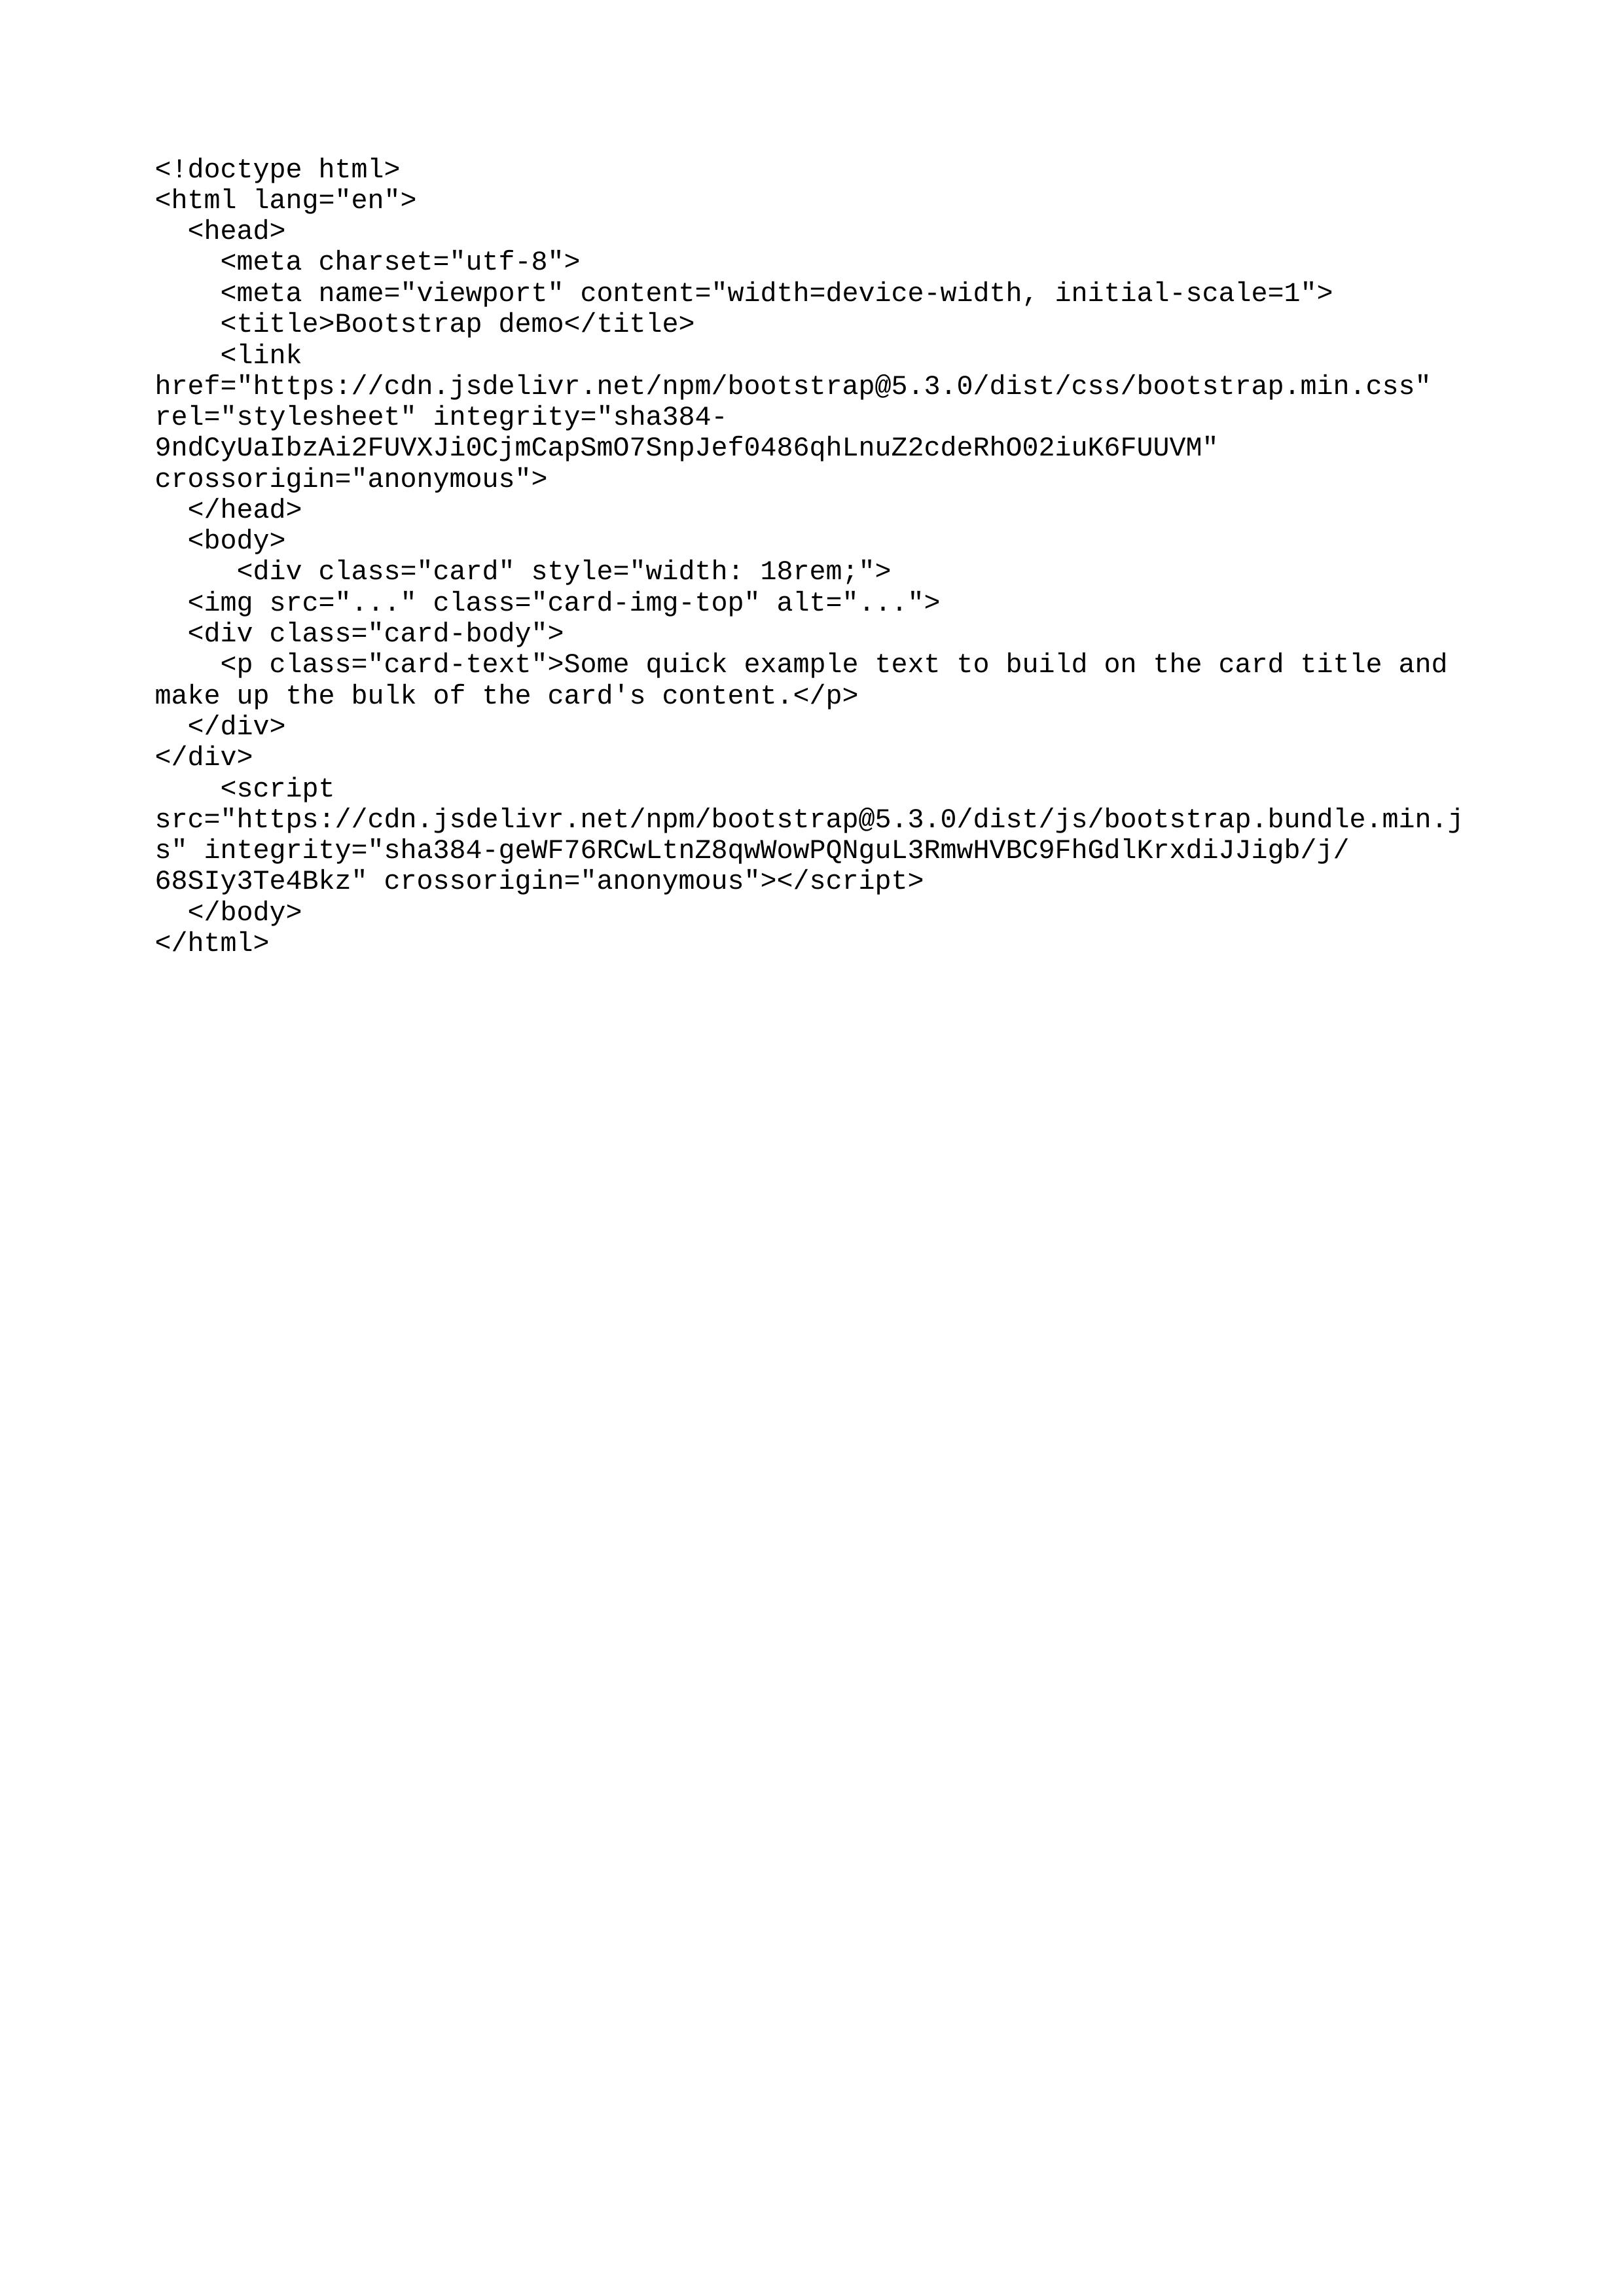 <!doctype html>
<html lang="en">
  <head>
    <meta charset="utf-8">
    <meta name="viewport" content="width=device-width, initial-scale=1">
    <title>Bootstrap demo</title>
    <link
href="https://cdn.jsdelivr.net/npm/bootstrap@5.3.0/dist/css/bootstrap.min.css"
rel="stylesheet" integrity="sha384-
9ndCyUaIbzAi2FUVXJi0CjmCapSmO7SnpJef0486qhLnuZ2cdeRhO02iuK6FUUVM"
crossorigin="anonymous">
  </head>
  <body>
     <div class="card" style="width: 18rem;">
  <img src="..." class="card-img-top" alt="...">
  <div class="card-body">
    <p class="card-text">Some quick example text to build on the card title and
make up the bulk of the card's content.</p>
  </div>
</div>
    <script
src="https://cdn.jsdelivr.net/npm/bootstrap@5.3.0/dist/js/bootstrap.bundle.min.j
s" integrity="sha384-geWF76RCwLtnZ8qwWowPQNguL3RmwHVBC9FhGdlKrxdiJJigb/j/
68SIy3Te4Bkz" crossorigin="anonymous"></script>
  </body>
</html>